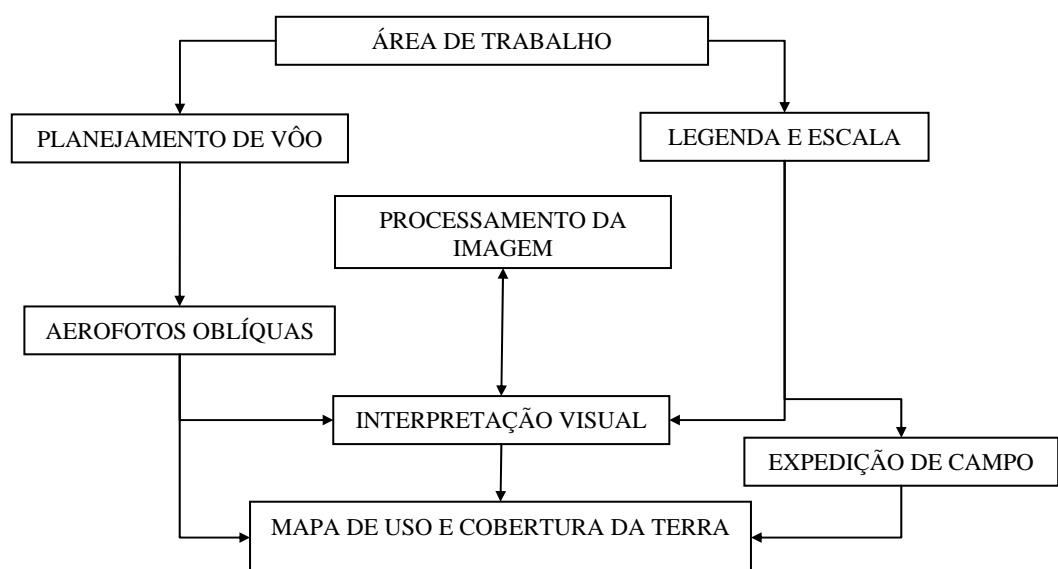 ÁREA DE TRABALHO
PLANEJAMENTO DE VÔO
LEGENDA E ESCALA
PROCESSAMENTO DA
IMAGEM
AEROFOTOS OBLÍQUAS
INTERPRETAÇÃO VISUAL
EXPEDIÇÃO DE CAMPO
MAPA DE USO E COBERTURA DA TERRA